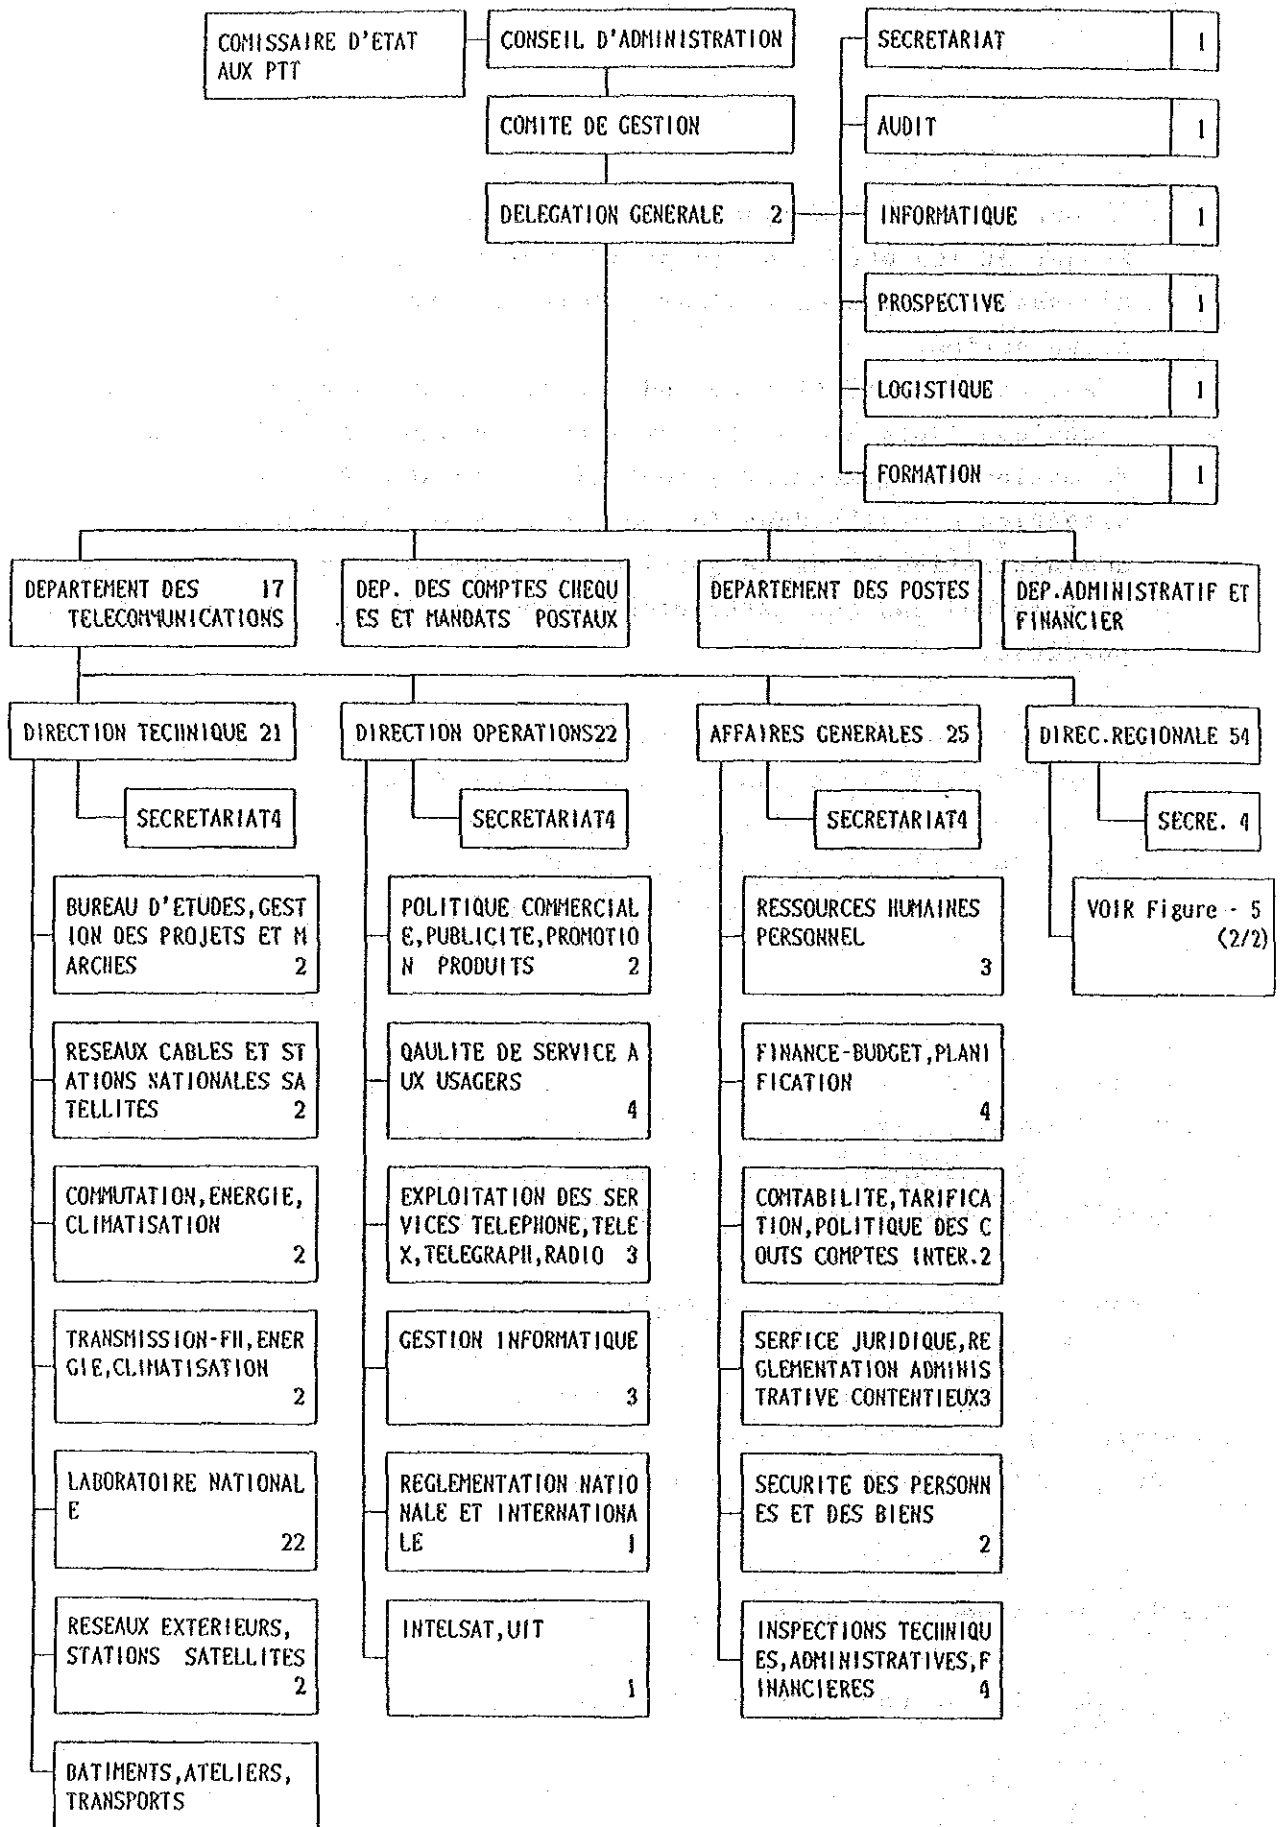 COMISSAIRE D'ETAT
AUX PTT
CONSEIL D'ADMINISTRATION
COMITE DE GESTION
DELEGATION GENERALE 2
SECRETARIAT 1
AUDIT 1
INFORMATIQUE 1
PROSPECTIVE 1
LOGISTIQUE 1
FORMATION 1
DEPARTEMENT DES 17
TELECOMMUNICATIONS
DEP. DES COMPTES CHEQU
ES ET MANDATS POSTAUX
DEPARTEMENT DES POSTES
DEP.ADMINISTRATIF ET
FINANCIER
DIRECTION TECHNIQUE 21
SECRETARIAT4
BUREAU D'ETUDES,GEST
ION DES PROJETS ET M
ARCHES 2
RESEAUX CABLES ET ST
ATIONS NATIONALES SA
TELLITES 2
COMMUTATION,ENERGIE,
CLIMATISATION
2
TRANSMISSION-FH,ENER
GIE,CLIMATISATION
2
LABORATOIRE NATIONAL
E
22
RESEAUX EXTERIEURS,
STATIONS SATELLITES
2
BATIMENTS,ATELIERS,
TRANSPORTS
DIRECTION OPERATIONS22
SECRETARIAT4
POLITIQUE COMMERCIAL
E,PUBLICITE,PROMOTIO
N PRODUITS 2
QAULITE DE SERVICE A
UX USAGERS
4
EXPLOITATION DES SER
VICES TELEPHONE,TELE
X,TELEGRAPH,RADIO 3
GESTION INFORMATIQUE
3
REGLEMENTATION NATIO
NALE ET INTERNATIONA
LE 1
INTELSAT,UIT
1
AFFAIRES GENERALES 25
SECRETARIAT4
RESSOURCES HUMAINES
PERSONNEL
3
FINANCE-BUDGET,PLANI
FICATION
4
COMTABILITE,TARIFICA
TION,POLITIQUE DES C
OUTS COMPTES INTER.2
SERFICE JURIDIQUE,RE
GLEMENTATION ADMINIS
TRATIVE CONTENTIEUX3
SECURITE DES PERSONN
ES ET DES BIENS
2
INSPECTIONS TECHNIQU
ES,ADMINISTRATIVES,F
INANCIERES 4
DIREC.REGIONALE 54
SECRE. 4
VOIR Figure - 5
(2/2)